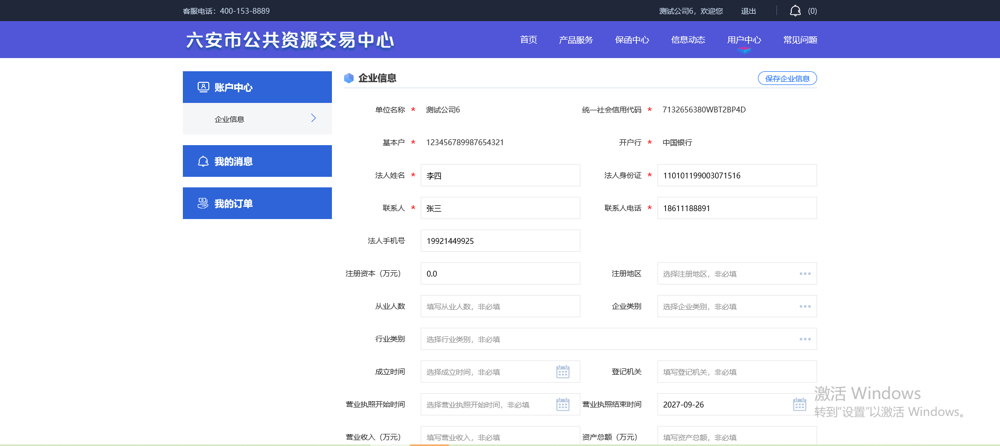 客服电话：400-153-8889
测试公司6，欢迎您 退出 (0)
六安市公共资源交易中心
首页 产品服务 保函中心 信息动态 用户中心 常见问题
账户中心
企业信息
我的消息
我的订单
企业信息 保存企业信息
单位名称 * 测试公司6 统一社会信用代码 * 7132656380WBT2BP4D
基本户 * 123456789987654321 开户行 * 中国银行
法人姓名 * 李四 法人身份证 * 110101199003071516
联系人 * 张三 联系人电话 * 18611188891
法人手机号 19921449925
注册资本（万元） 0.0 注册地区 选择注册地区，非必填
从业人数 填写从业人数，非必填 企业类别 选择企业类别，非必填
行业类别 选择行业类别，非必填
成立时间 选择成立时间，非必填 登记机关 填写登记机关，非必填
营业执照开始时间 选择营业执照开始时间，非必填 营业执照结束时间 2027-09-26
营业收入（万元） 填写营业收入，非必填 资产总额（万元） 填写资产总额，非必填
激活 Windows
转到“设置”以激活 Windows。